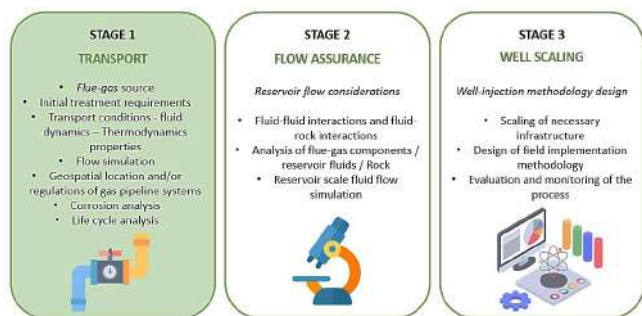 STAGE 1
TRANSPORT
• Flue-gas source
• Initial treatment requirements
• Transport conditions - fluid
dynamics – Thermodynamics
properties
• Flow simulation
• Geospatial location and/or
regulations of gas pipeline systems
• Corrosion analysis
• Life cycle analysis
STAGE 2
FLOW ASSURANCE
Reservoir flow considerations
• Fluid-fluid interactions and fluid-
rock interactions
• Analysis of flue-gas components /
reservoir fluids / Rock
• Reservoir scale fluid flow
simulation
STAGE 3
WELL SCALING
Well-injection methodology design
• Scaling of necessary
infrastructure
• Design of field implementation
methodology
• Evaluation and monitoring of the
process